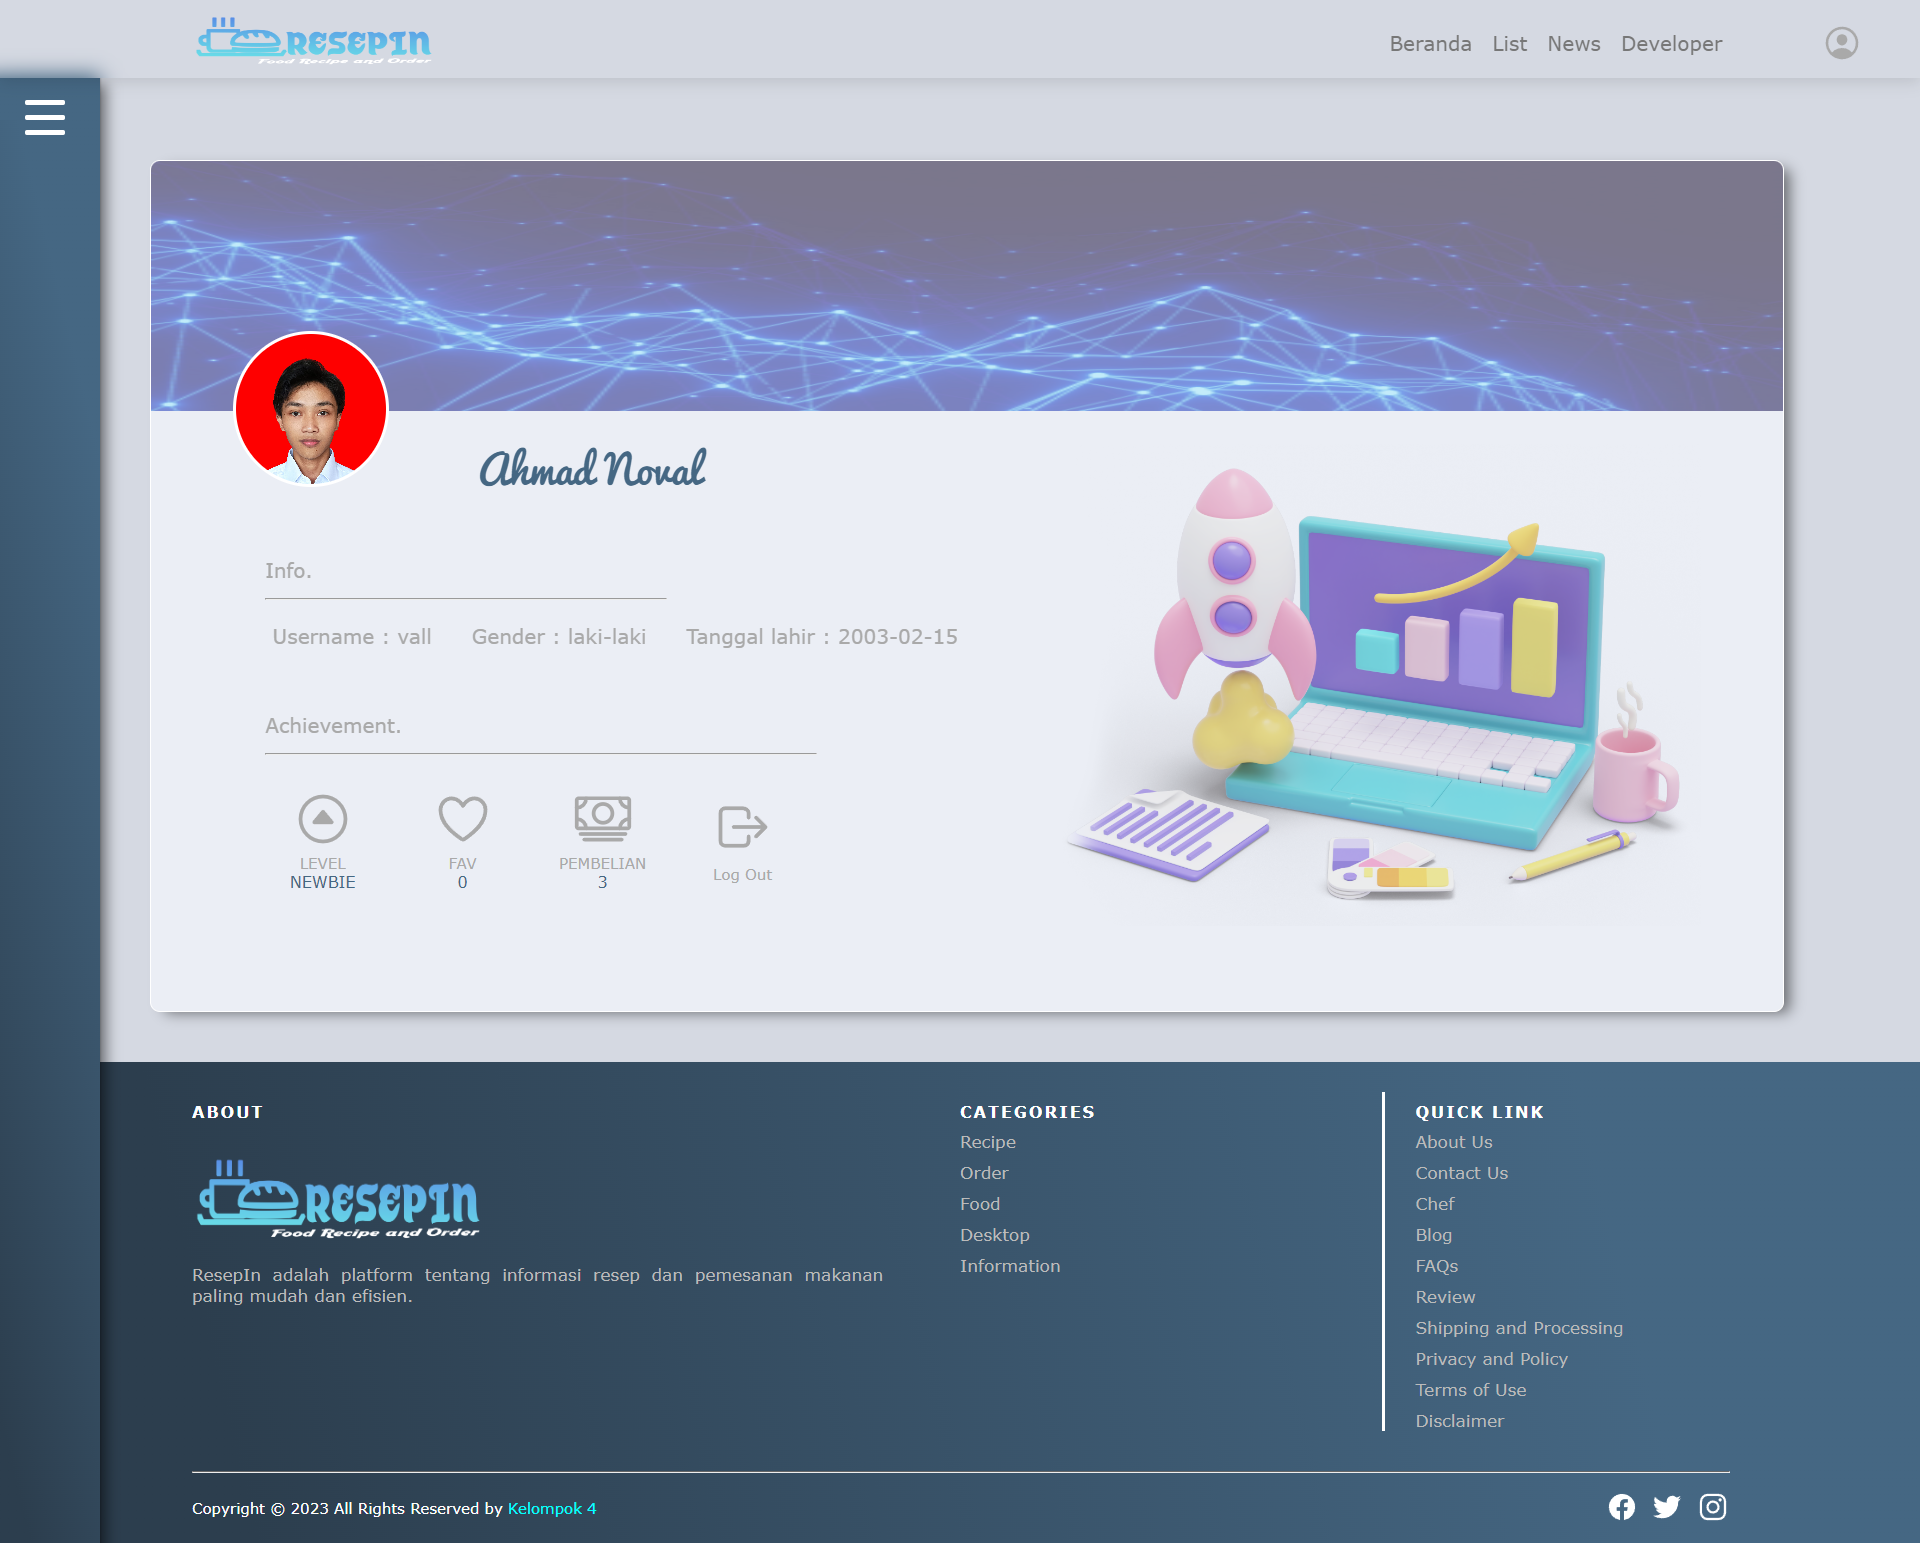 RESEPIN
Food Recipe and Order
Beranda List News Developer
Ahmad Noval
Info.
Username : vall Gender : laki-laki Tanggal lahir : 2003-02-15
Achievement.
LEVEL
NEWBIE
FAV
0
PEMBELIAN
3
Log Out
ABOUT
RESEPIN
Food Recipe and Order
ResepIn adalah platform tentang informasi resep dan pemesanan makanan
paling mudah dan efisien.
CATEGORIES
Recipe
Order
Food
Desktop
Information
QUICK LINK
About Us
Contact Us
Chef
Blog
FAQs
Review
Shipping and Processing
Privacy and Policy
Terms of Use
Disclaimer
Copyright © 2023 All Rights Reserved by Kelompok 4